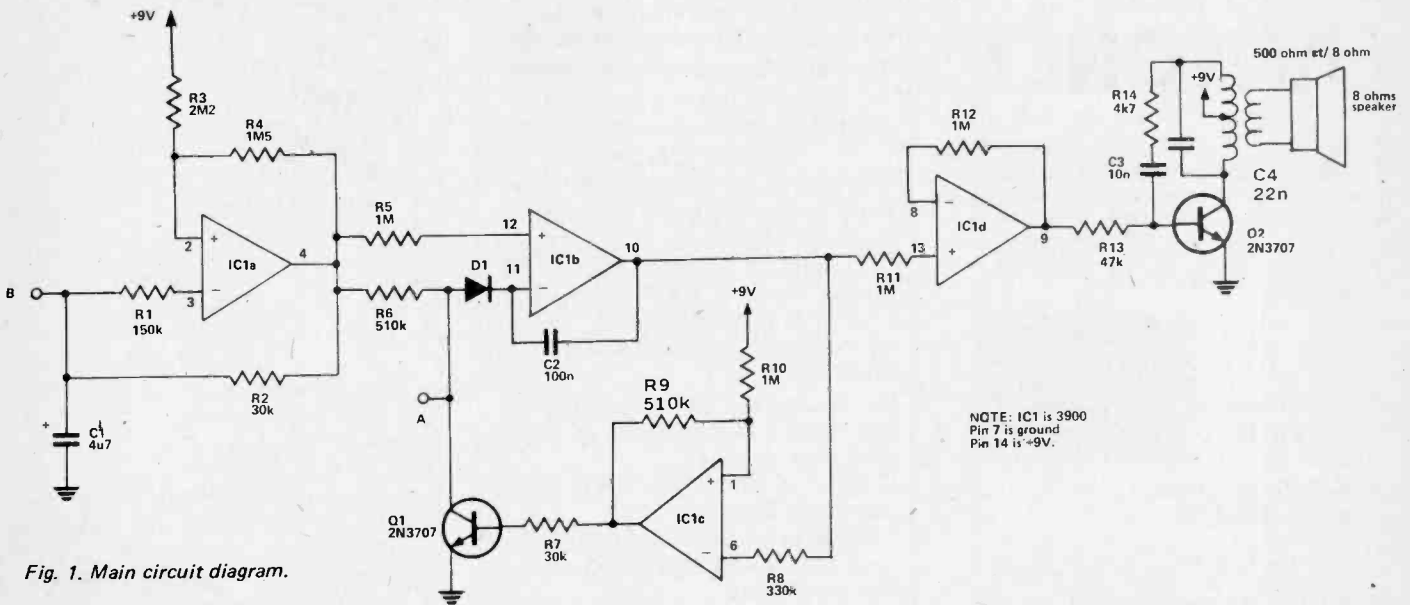 +9V
R3
2M2
R4
1M5
2
+
IC1a
4
-
3
B
R1
150k
R2
30k
+
C1
4u7
R5
1M
12
+
IC1b
10
R6
510k
D1
11
-
C2
100n
A
Q1
2N3707
R7
30k
R9
510k
+9V
R10
1M
+
1
IC1c
-
6
R8
330k
R11
1M
R12
1M
8
-
IC1d
9
13
+
R13
47k
R14
4k7
+9V
C3
10n
C4
22n
Q2
2N3707
500 ohm ct/ 8 ohm
8 ohms
speaker
NOTE: IC1 is 3900
Pin 7 is ground
Pin 14 is +9V.
Fig. 1. Main circuit diagram.